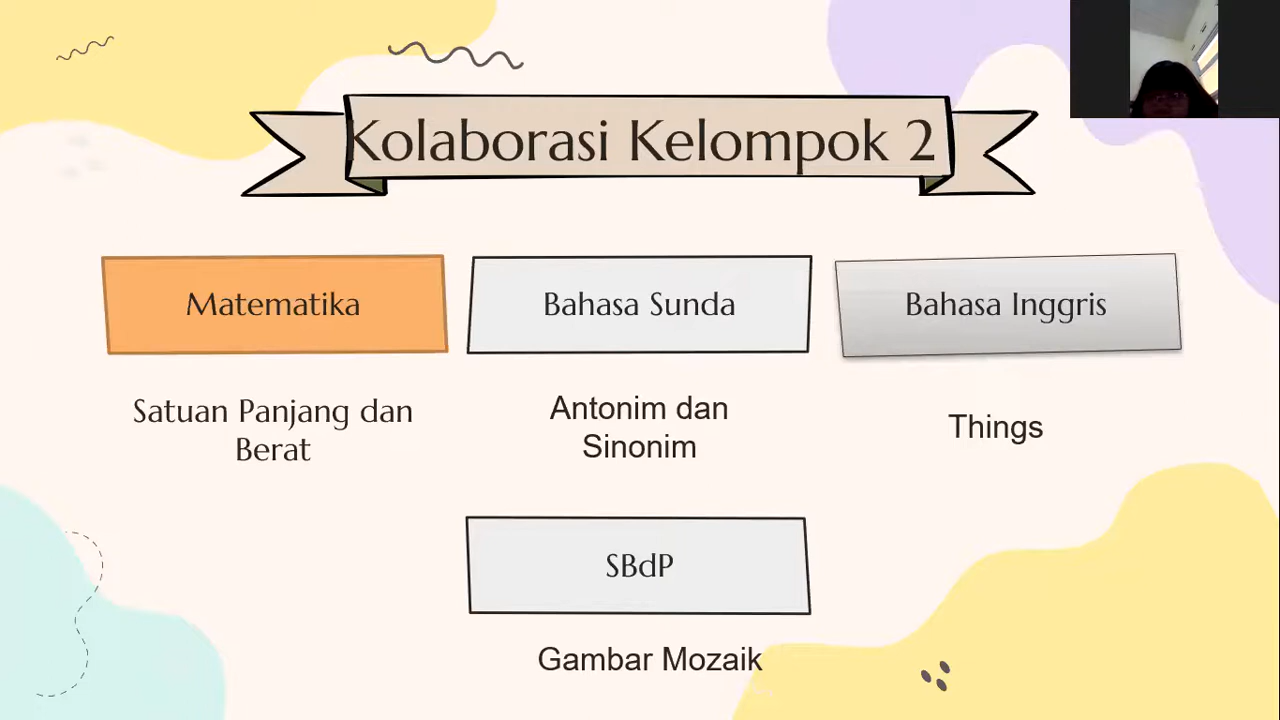 Kolaborasi Kelompok 2
Matematika
Satuan Panjang dan
Berat
Bahasa Sunda
Antonim dan
Sinonim
Bahasa Inggris
Things
SBdP
Gambar Mozaik